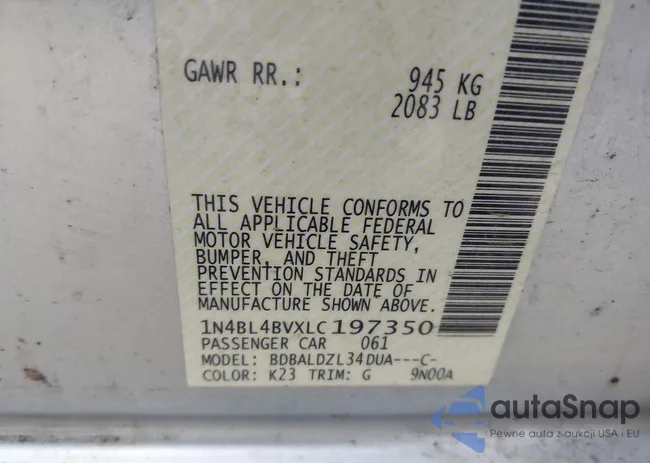 GAWR RR.: 945 KG
2083 LB
THIS VEHICLE CONFORMS TO
ALL APPLICABLE FEDERAL
MOTOR VEHICLE SAFETY,
BUMPER, AND THEFT
PREVENTION STANDARDS IN
EFFECT ON THE DATE OF
MANUFACTURE SHOWN ABOVE.
1N4BL4BVXLC197350
PASSENGER CAR 061
MODEL: BDBALDZL34DUA---C-
COLOR: K23 TRIM: G 9N00A
autaSnap
Pewne auta z aukcji USA i EU